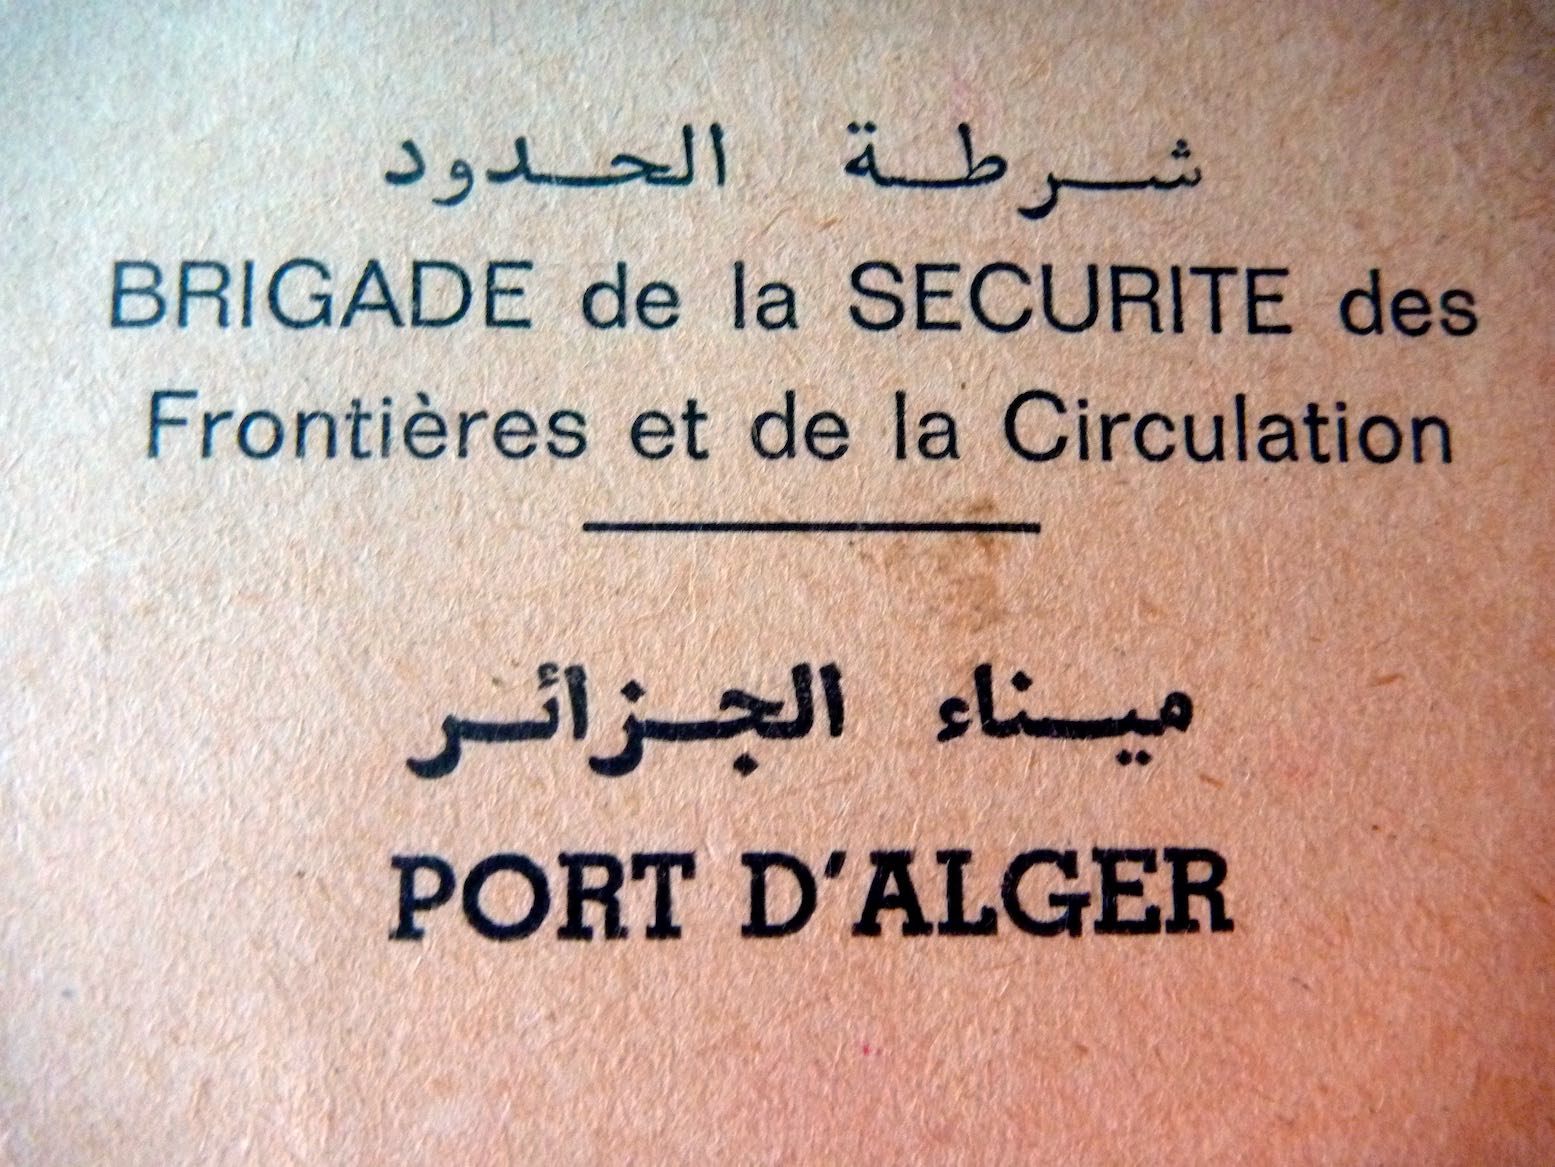 شرطة الحدود
BRIGADE de la SECURITE des
Frontières et de la Circulation
ميناء الجزائر
PORT D'ALGER